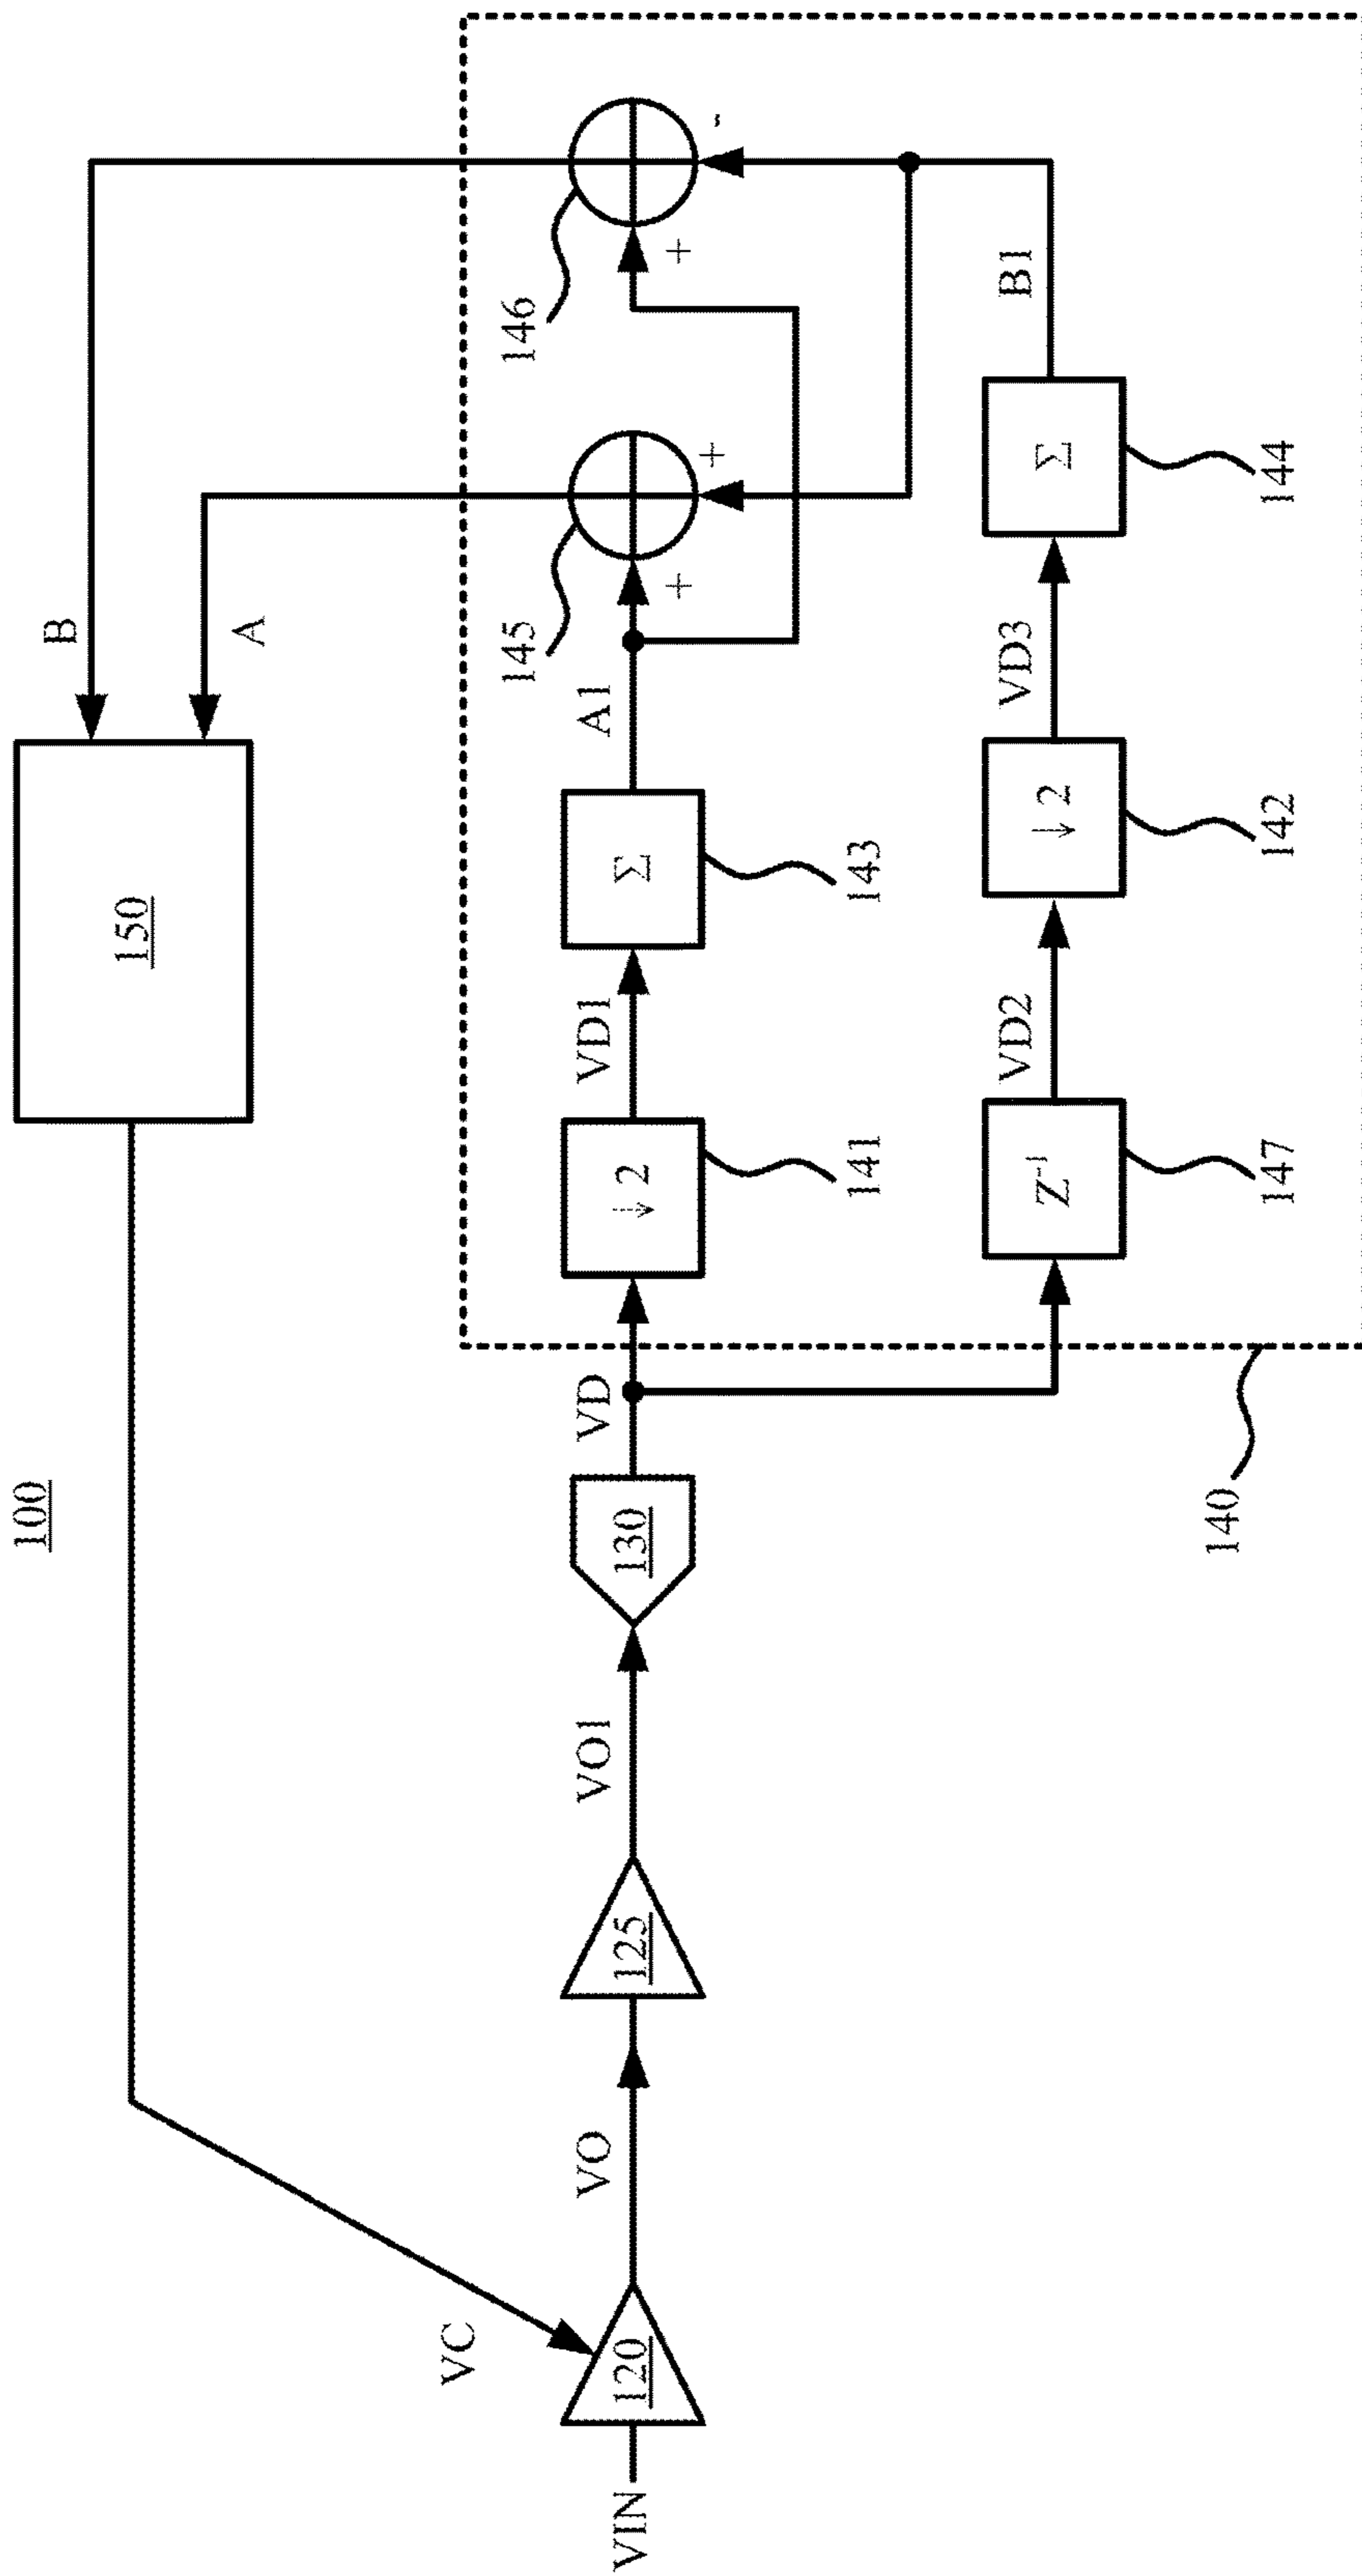 100
150
B
A
VC
VIN
120
VO
125
VO1
130
VD
↓2
141
VD1
Σ
143
A1
+
+
145
+
-
146
Z⁻¹
147
VD2
↓2
142
VD3
Σ
144
B1
140